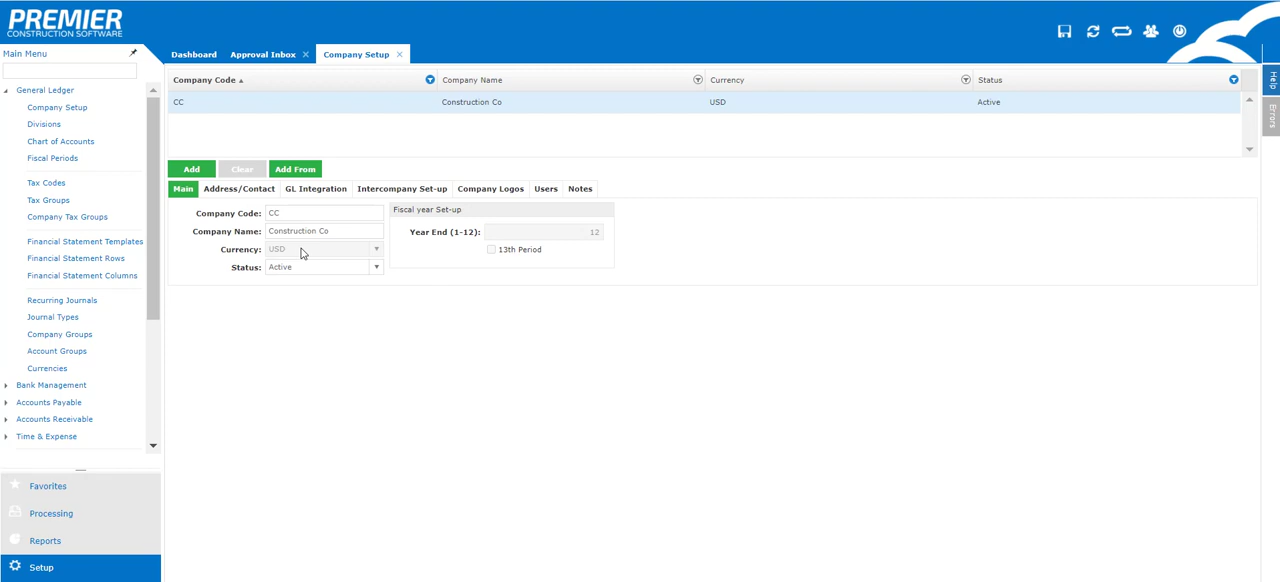 PREMIER
CONSTRUCTION SOFTWARE
Main Menu
Dashboard Approval Inbox Company Setup
Company Code Company Name Currency Status
CC Construction Co USD Active
Help
Errors
General Ledger
Company Setup
Divisions
Chart of Accounts
Fiscal Periods
Tax Codes
Tax Groups
Company Tax Groups
Financial Statement Templates
Financial Statement Rows
Financial Statement Columns
Recurring Journals
Journal Types
Company Groups
Account Groups
Currencies
Bank Management
Accounts Payable
Accounts Receivable
Time & Expense
Favorites
Processing
Reports
Setup
Add Clear Add From
Main Address/Contact GL Integration Intercompany Set-up Company Logos Users Notes
Company Code: CC
Company Name: Construction Co
Currency: USD
Status: Active
Fiscal year Set-up
Year End (1-12): 12
13th Period